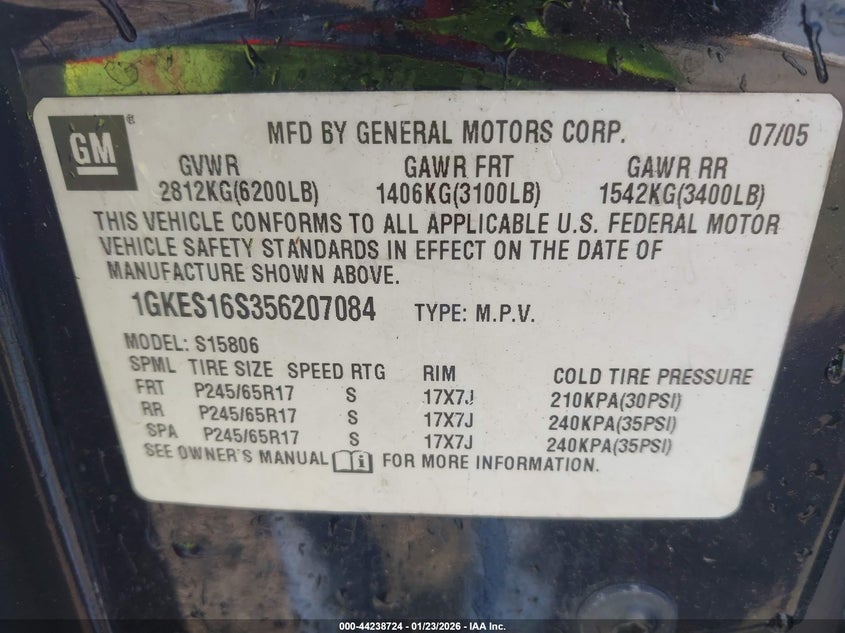 GM®
MFD BY GENERAL MOTORS CORP. 07/05
GVWR GAWR FRT GAWR RR
2812KG(6200LB) 1406KG(3100LB) 1542KG(3400LB)
THIS VEHICLE CONFORMS TO ALL APPLICABLE U.S. FEDERAL MOTOR
VEHICLE SAFETY STANDARDS IN EFFECT ON THE DATE OF
MANUFACTURE SHOWN ABOVE.
1GKES16S356207084 TYPE: M.P.V.
MODEL: S15806
SPML TIRE SIZE SPEED RTG RIM COLD TIRE PRESSURE
FRT P245/65R17 S 17X7J 210KPA(30PSI)
RR P245/65R17 S 17X7J 240KPA(35PSI)
SPA P245/65R17 S 17X7J 240KPA(35PSI)
SEE OWNER'S MANUAL i FOR MORE INFORMATION.
000-44238724 | 01/23/2026 | IAA Inc.